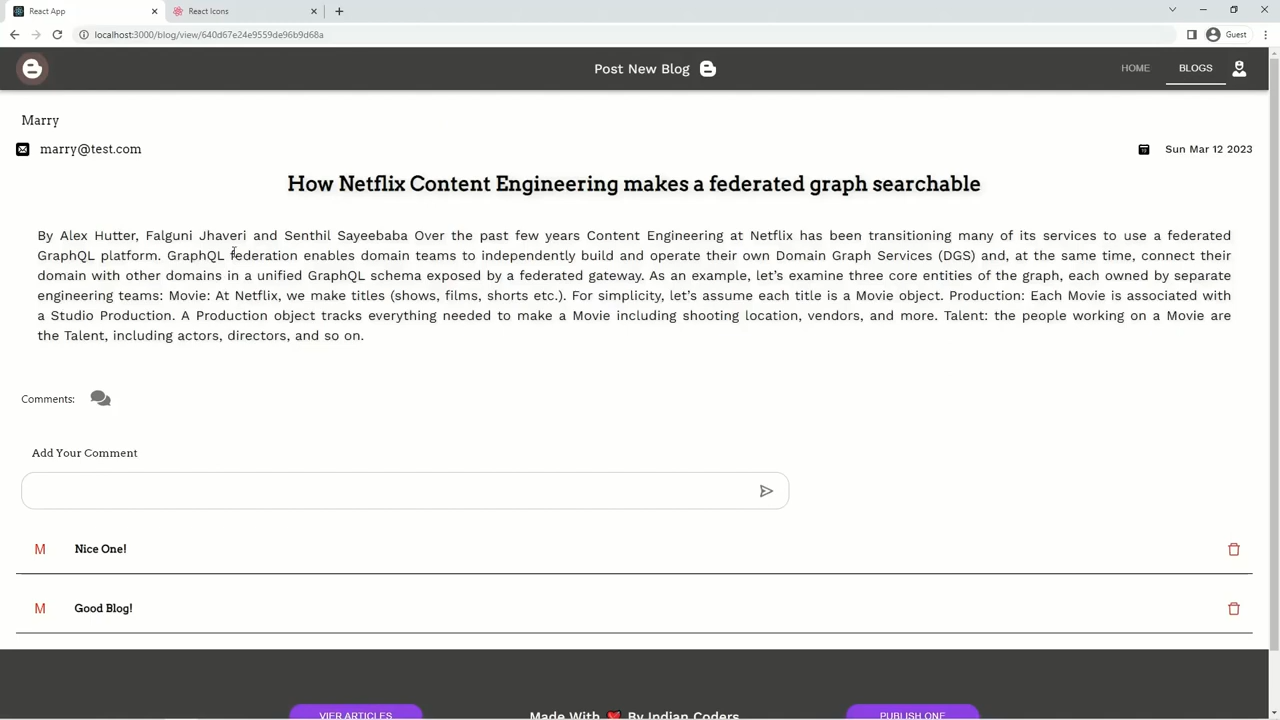 React App
React Icons
localhost:3000/blog/view/640d67e24e9559de96b9d68a
Guest
Post New Blog
HOME
BLOGS
Marry
marry@test.com
Sun Mar 12 2023
How Netflix Content Engineering makes a federated graph searchable
By Alex Hutter, Falguni Jhaveri and Senthil Sayeebaba Over the past few years Content Engineering at Netflix has been transitioning many of its services to use a federated
GraphQL platform. GraphQL federation enables domain teams to independently build and operate their own Domain Graph Services (DGS) and, at the same time, connect their
domain with other domains in a unified GraphQL schema exposed by a federated gateway. As an example, let’s examine three core entities of the graph, each owned by separate
engineering teams: Movie: At Netflix, we make titles (shows, films, shorts etc.). For simplicity, let’s assume each title is a Movie object. Production: Each Movie is associated with
a Studio Production. A Production object tracks everything needed to make a Movie including shooting location, vendors, and more. Talent: the people working on a Movie are
the Talent, including actors, directors, and so on.
Comments:
Add Your Comment
M Nice One!
M Good Blog!
VIER ARTICLES
Made With ❤️ By Indian Coders
PUBLISH ONE